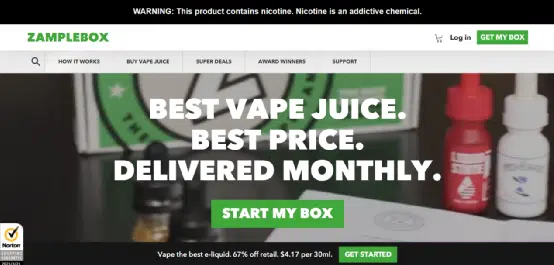 WARNING: This product contains nicotine. Nicotine is an addictive chemical.
ZAMPLEBOX
Log in
GET MY BOX
HOW IT WORKS
BUY VAPE JUICE
SUPER DEALS
AWARD WINNERS
SUPPORT
BEST VAPE JUICE.
BEST PRICE.
DELIVERED MONTHLY.
START MY BOX
Norton
Vape the best e-liquid. 67% off retail. $4.17 per 30ml.
GET STARTED